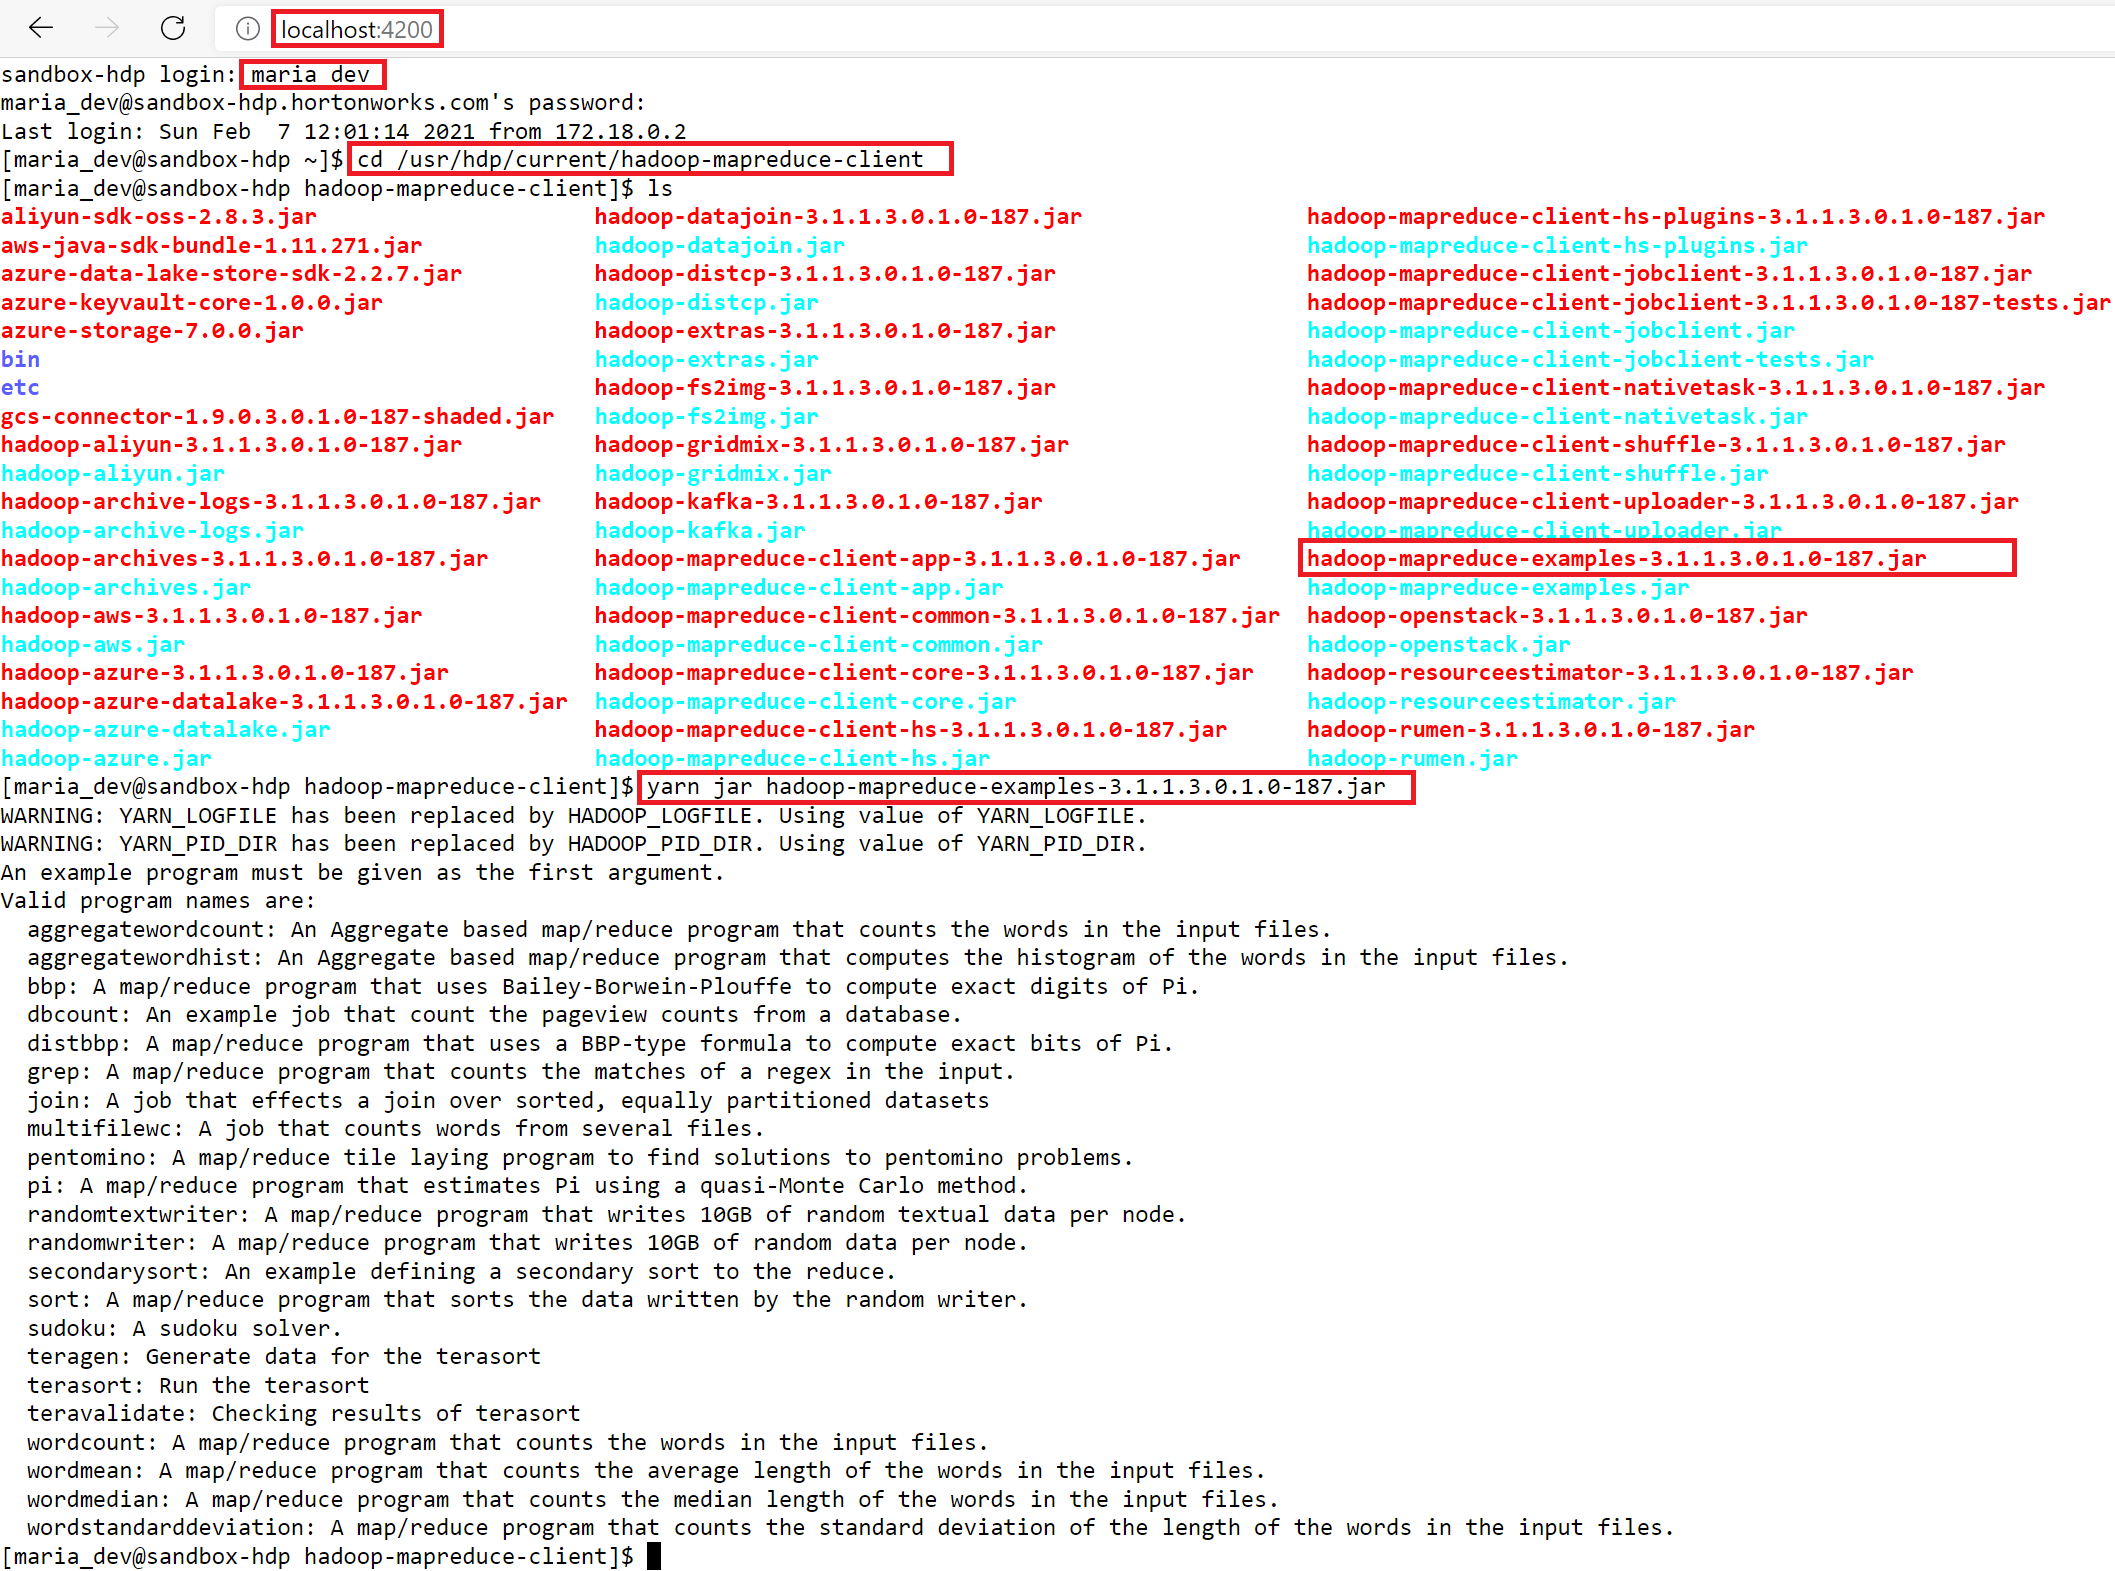 localhost:4200
sandbox-hdp login: maria_dev
maria_dev@sandbox-hdp.hortonworks.com's password:
Last login: Sun Feb  7 12:01:14 2021 from 172.18.0.2
[maria_dev@sandbox-hdp ~]$ cd /usr/hdp/current/hadoop-mapreduce-client
[maria_dev@sandbox-hdp hadoop-mapreduce-client]$ ls
aliyun-sdk-oss-2.8.3.jar hadoop-datajoin-3.1.1.3.0.1.0-187.jar hadoop-mapreduce-client-hs-plugins-3.1.1.3.0.1.0-187.jar
aws-java-sdk-bundle-1.11.271.jar hadoop-datajoin.jar hadoop-mapreduce-client-hs-plugins.jar
azure-data-lake-store-sdk-2.2.7.jar hadoop-distcp-3.1.1.3.0.1.0-187.jar hadoop-mapreduce-client-jobclient-3.1.1.3.0.1.0-187.jar
azure-keyvault-core-1.0.0.jar hadoop-distcp.jar hadoop-mapreduce-client-jobclient-3.1.1.3.0.1.0-187-tests.jar
azure-storage-7.0.0.jar hadoop-extras-3.1.1.3.0.1.0-187.jar hadoop-mapreduce-client-jobclient.jar
bin hadoop-extras.jar hadoop-mapreduce-client-jobclient-tests.jar
etc hadoop-fs2img-3.1.1.3.0.1.0-187.jar hadoop-mapreduce-client-nativetask-3.1.1.3.0.1.0-187.jar
gcs-connector-1.9.0.3.0.1.0-187-shaded.jar hadoop-fs2img.jar hadoop-mapreduce-client-nativetask.jar
hadoop-aliyun-3.1.1.3.0.1.0-187.jar hadoop-gridmix-3.1.1.3.0.1.0-187.jar hadoop-mapreduce-client-shuffle-3.1.1.3.0.1.0-187.jar
hadoop-aliyun.jar hadoop-gridmix.jar hadoop-mapreduce-client-shuffle.jar
hadoop-archive-logs-3.1.1.3.0.1.0-187.jar hadoop-kafka-3.1.1.3.0.1.0-187.jar hadoop-mapreduce-client-uploader-3.1.1.3.0.1.0-187.jar
hadoop-archive-logs.jar hadoop-kafka.jar hadoop-mapreduce-client-uploader.jar
hadoop-archives-3.1.1.3.0.1.0-187.jar hadoop-mapreduce-client-app-3.1.1.3.0.1.0-187.jar hadoop-mapreduce-examples-3.1.1.3.0.1.0-187.jar
hadoop-archives.jar hadoop-mapreduce-client-app.jar hadoop-mapreduce-examples.jar
hadoop-aws-3.1.1.3.0.1.0-187.jar hadoop-mapreduce-client-common-3.1.1.3.0.1.0-187.jar hadoop-openstack-3.1.1.3.0.1.0-187.jar
hadoop-aws.jar hadoop-mapreduce-client-common.jar hadoop-openstack.jar
hadoop-azure-3.1.1.3.0.1.0-187.jar hadoop-mapreduce-client-core-3.1.1.3.0.1.0-187.jar hadoop-resourceestimator-3.1.1.3.0.1.0-187.jar
hadoop-azure-datalake-3.1.1.3.0.1.0-187.jar hadoop-mapreduce-client-core.jar hadoop-resourceestimator.jar
hadoop-azure-datalake.jar hadoop-mapreduce-client-hs-3.1.1.3.0.1.0-187.jar hadoop-rumen-3.1.1.3.0.1.0-187.jar
hadoop-azure.jar hadoop-mapreduce-client-hs.jar hadoop-rumen.jar
[maria_dev@sandbox-hdp hadoop-mapreduce-client]$ yarn jar hadoop-mapreduce-examples-3.1.1.3.0.1.0-187.jar
WARNING: YARN_LOGFILE has been replaced by HADOOP_LOGFILE. Using value of YARN_LOGFILE.
WARNING: YARN_PID_DIR has been replaced by HADOOP_PID_DIR. Using value of YARN_PID_DIR.
An example program must be given as the first argument.
Valid program names are:
  aggregatewordcount: An Aggregate based map/reduce program that counts the words in the input files.
  aggregatewordhist: An Aggregate based map/reduce program that computes the histogram of the words in the input files.
  bbp: A map/reduce program that uses Bailey-Borwein-Plouffe to compute exact digits of Pi.
  dbcount: An example job that count the pageview counts from a database.
  distbbp: A map/reduce program that uses a BBP-type formula to compute exact bits of Pi.
  grep: A map/reduce program that counts the matches of a regex in the input.
  join: A job that effects a join over sorted, equally partitioned datasets
  multifilewc: A job that counts words from several files.
  pentomino: A map/reduce tile laying program to find solutions to pentomino problems.
  pi: A map/reduce program that estimates Pi using a quasi-Monte Carlo method.
  randomtextwriter: A map/reduce program that writes 10GB of random textual data per node.
  randomwriter: A map/reduce program that writes 10GB of random data per node.
  secondarysort: An example defining a secondary sort to the reduce.
  sort: A map/reduce program that sorts the data written by the random writer.
  sudoku: A sudoku solver.
  teragen: Generate data for the terasort
  terasort: Run the terasort
  teravalidate: Checking results of terasort
  wordcount: A map/reduce program that counts the words in the input files.
  wordmean: A map/reduce program that counts the average length of the words in the input files.
  wordmedian: A map/reduce program that counts the median length of the words in the input files.
  wordstandarddeviation: A map/reduce program that counts the standard deviation of the length of the words in the input files.
[maria_dev@sandbox-hdp hadoop-mapreduce-client]$